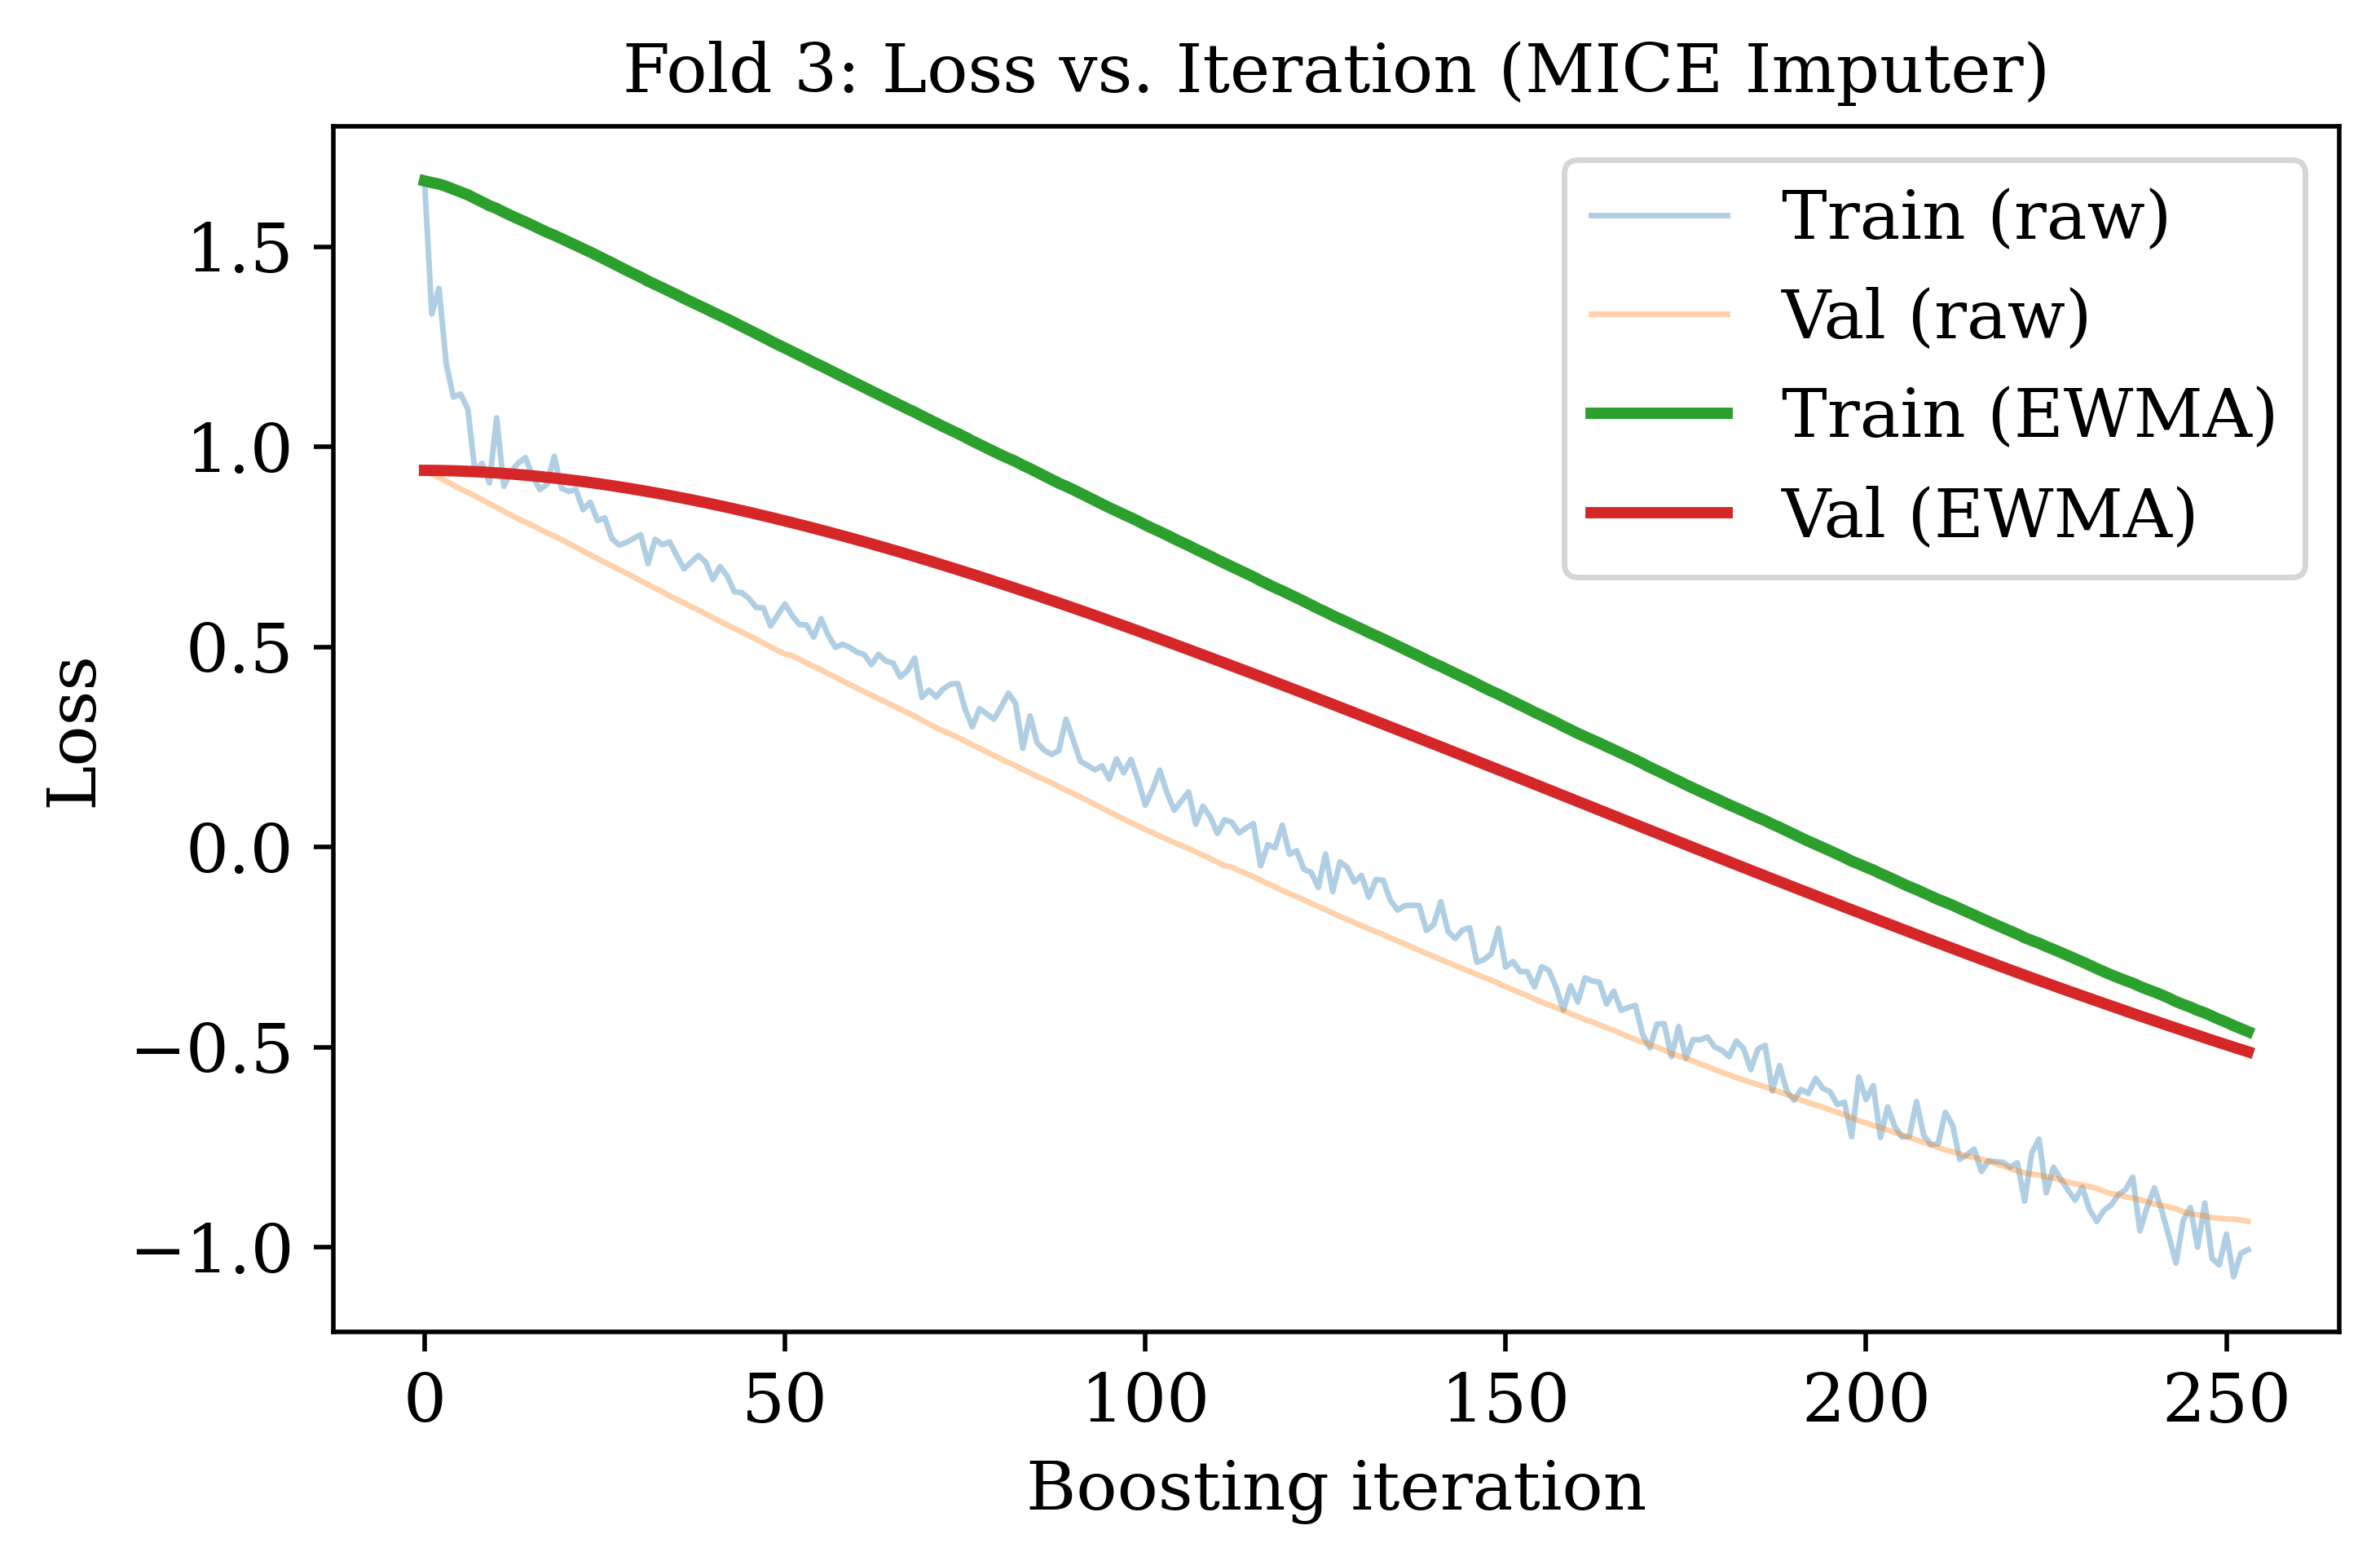 Fold 3: Loss vs. Iteration (MICE Imputer)
Train (raw)
Val (raw)
Train (EWMA)
Val (EWMA)
Loss
1.5
1.0
0.5
0.0
−0.5
−1.0
0 50 100 150 200 250
Boosting iteration